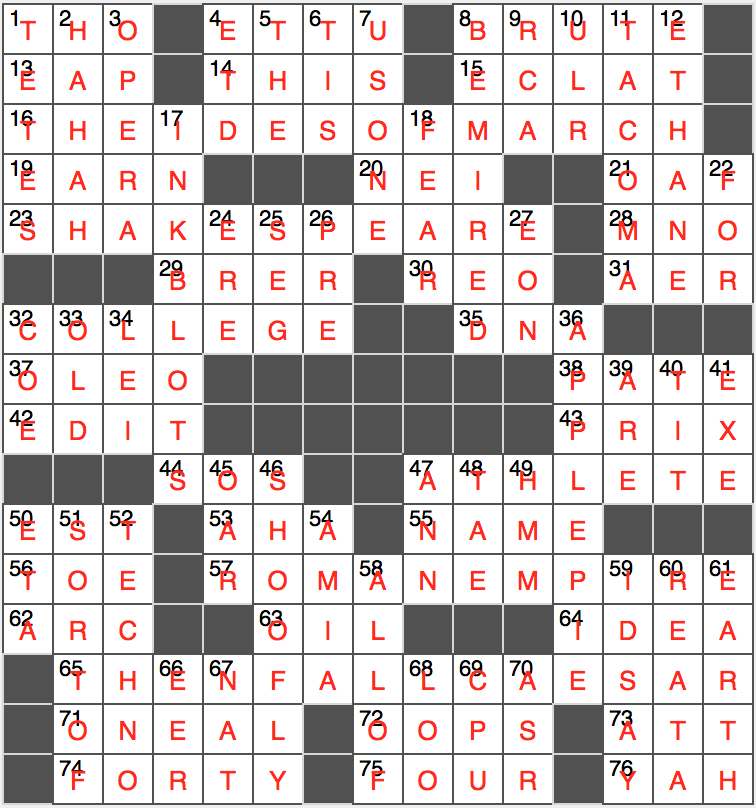 1 T 2 H 3 O 4 E 5 T 6 T 7 U 8 B 9 R 10 U 11 T 12 E
13 E A P 14 T H I S 15 E C L A T
16 T H E 17 I D E S O 18 F M A R C H
19 E A R N 20 N E I 21 O A 22 F
23 S H A K 24 E 25 S 26 P E A R 27 E 28 M N O
29 B R E R 30 R E O 31 A E R
32 C 33 O 34 L L E G E 35 D N 36 A
37 O L E O 38 P 39 A 40 T 41 E
42 E D I T 43 P R I X
44 S 45 O 46 S 47 A 48 T 49 H L E T E
50 E 51 S 52 T 53 A H 54 A 55 N A M E
56 T O E 57 R O M 58 A N E M P 59 I 60 R 61 E
62 A R C 63 O I L 64 I D E A
65 T H 66 E 67 N F A L 68 L 69 C 70 A E S A R
71 O N E A L 72 O O P S 73 A T T
74 F O R T Y 75 F O U R 76 Y A H